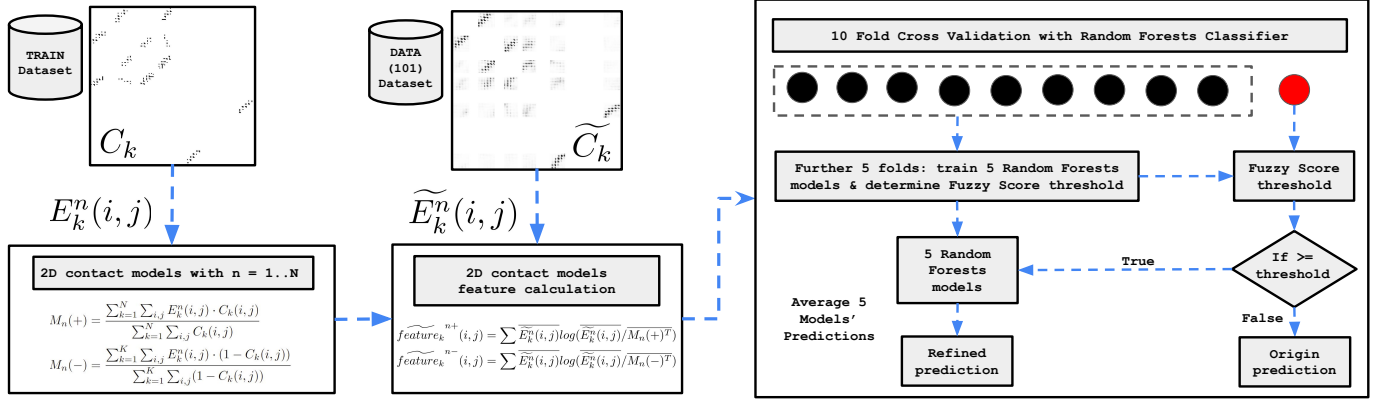 TRAIN
Dataset
$C_k$
$E_k^n(i,j)$
2D contact models with n = 1..N
$M_n(+) = \frac{\sum_{k=1}^{N} \sum_{i,j} E_k^n(i,j) \cdot C_k(i,j)}{\sum_{k=1}^{N} \sum_{i,j} C_k(i,j)}$
$M_n(-) = \frac{\sum_{k=1}^{K} \sum_{i,j} E_k^n(i,j) \cdot (1 - C_k(i,j))}{\sum_{k=1}^{K} \sum_{i,j} (1 - C_k(i,j))}$
DATA
(101)
Dataset
$\widetilde{C_k}$
$\widetilde{E_k^n}(i,j)$
2D contact models
feature calculation
$\widetilde{feature_k}^{n+}(i,j) = \sum \overline{\widetilde{E_k^n}(i,j)} log(\overline{\widetilde{E_k^n}(i,j)} / \overline{M_n(+)^T})$
$\widetilde{feature_k}^{n-}(i,j) = \sum \overline{\widetilde{E_k^n}(i,j)} log(\overline{\widetilde{E_k^n}(i,j)} / \overline{M_n(-)^T})$
10 Fold Cross Validation with Random Forests Classifier
Further 5 folds: train 5 Random Forests
models & determine Fuzzy Score threshold
Fuzzy Score
threshold
5 Random
Forests
models
True
If >=
threshold
Average 5
Models'
Predictions
False
Refined
prediction
Origin
prediction